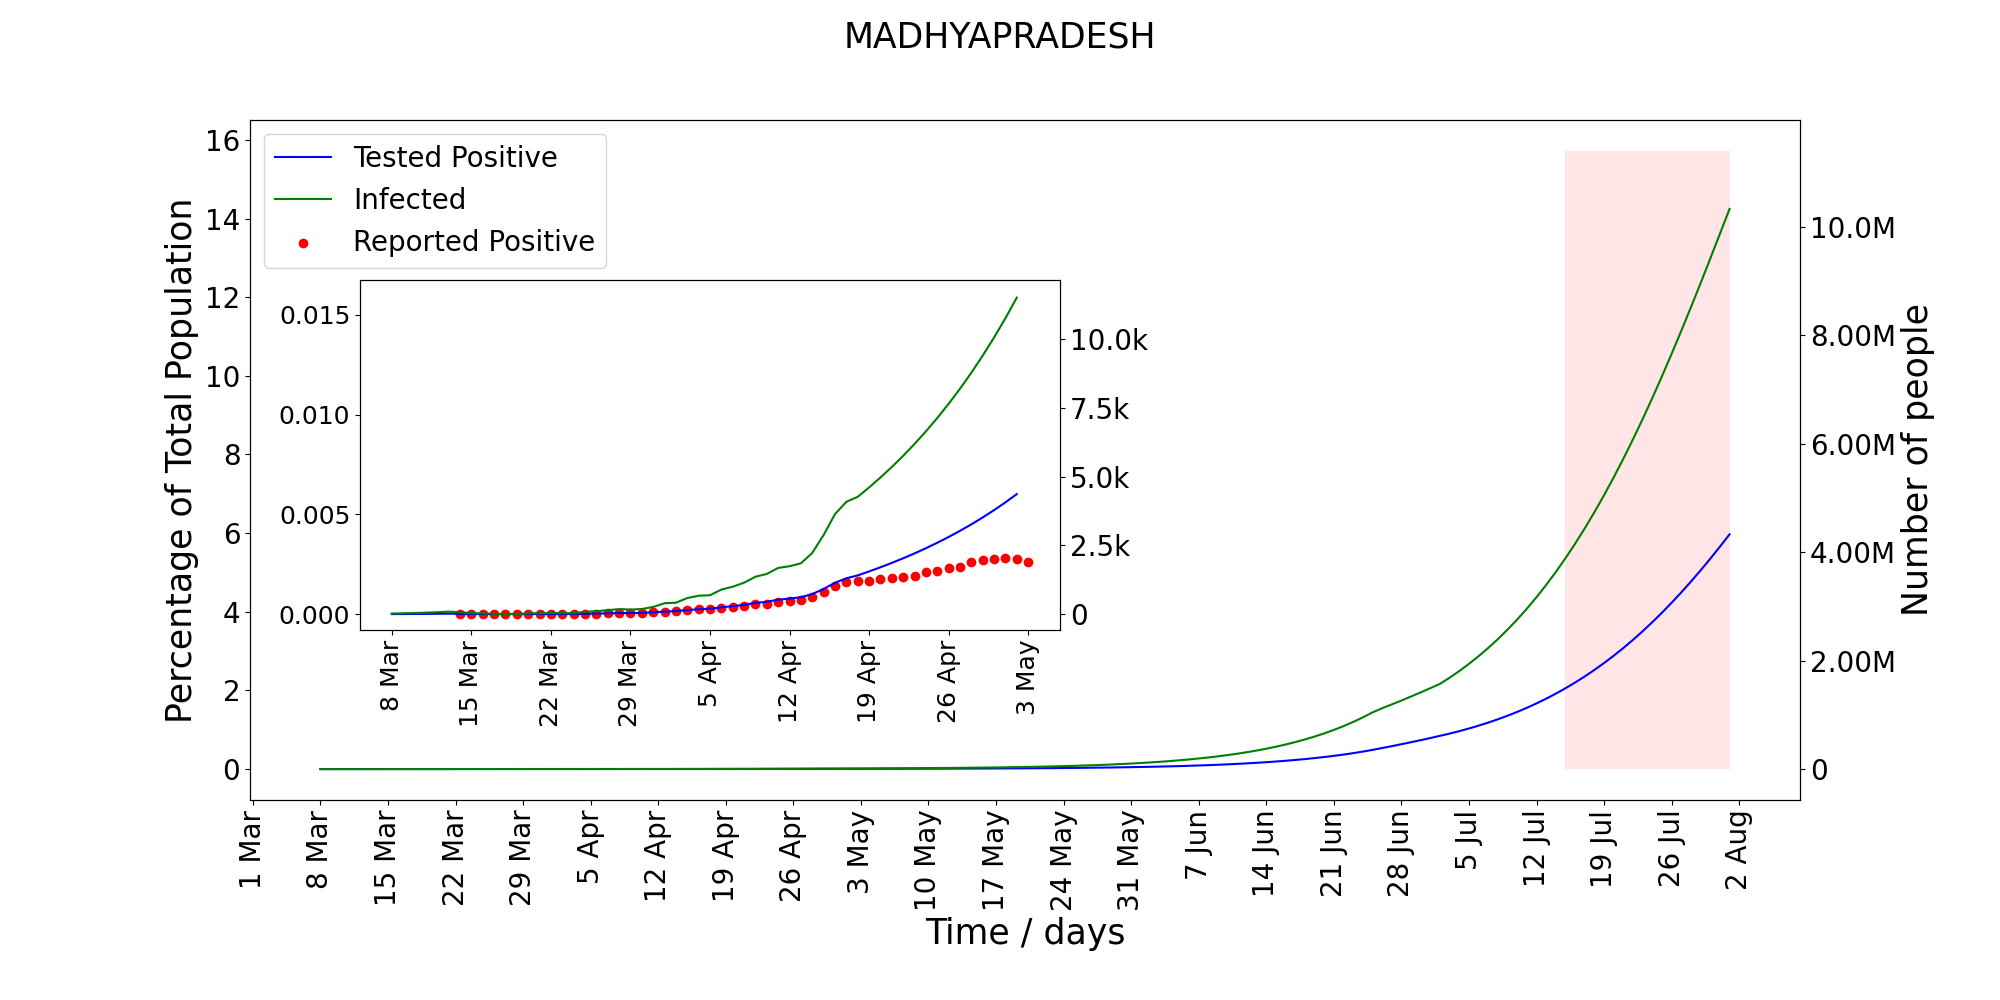 MADHYAPRADESH
Tested Positive
Infected
Reported Positive
Percentage of Total Population
16
14
12
10
8
6
4
2
0
0.015
0.010
0.005
0.000
10.0k
7.5k
5.0k
2.5k
0
8 Mar
15 Mar
22 Mar
29 Mar
5 Apr
12 Apr
19 Apr
26 Apr
3 May
10.0M
8.00M
6.00M
4.00M
2.00M
0
Number of people
1 Mar
8 Mar
15 Mar
22 Mar
29 Mar
5 Apr
12 Apr
19 Apr
26 Apr
3 May
10 May
17 May
24 May
31 May
7 Jun
14 Jun
21 Jun
28 Jun
5 Jul
12 Jul
19 Jul
26 Jul
2 Aug
Time / days